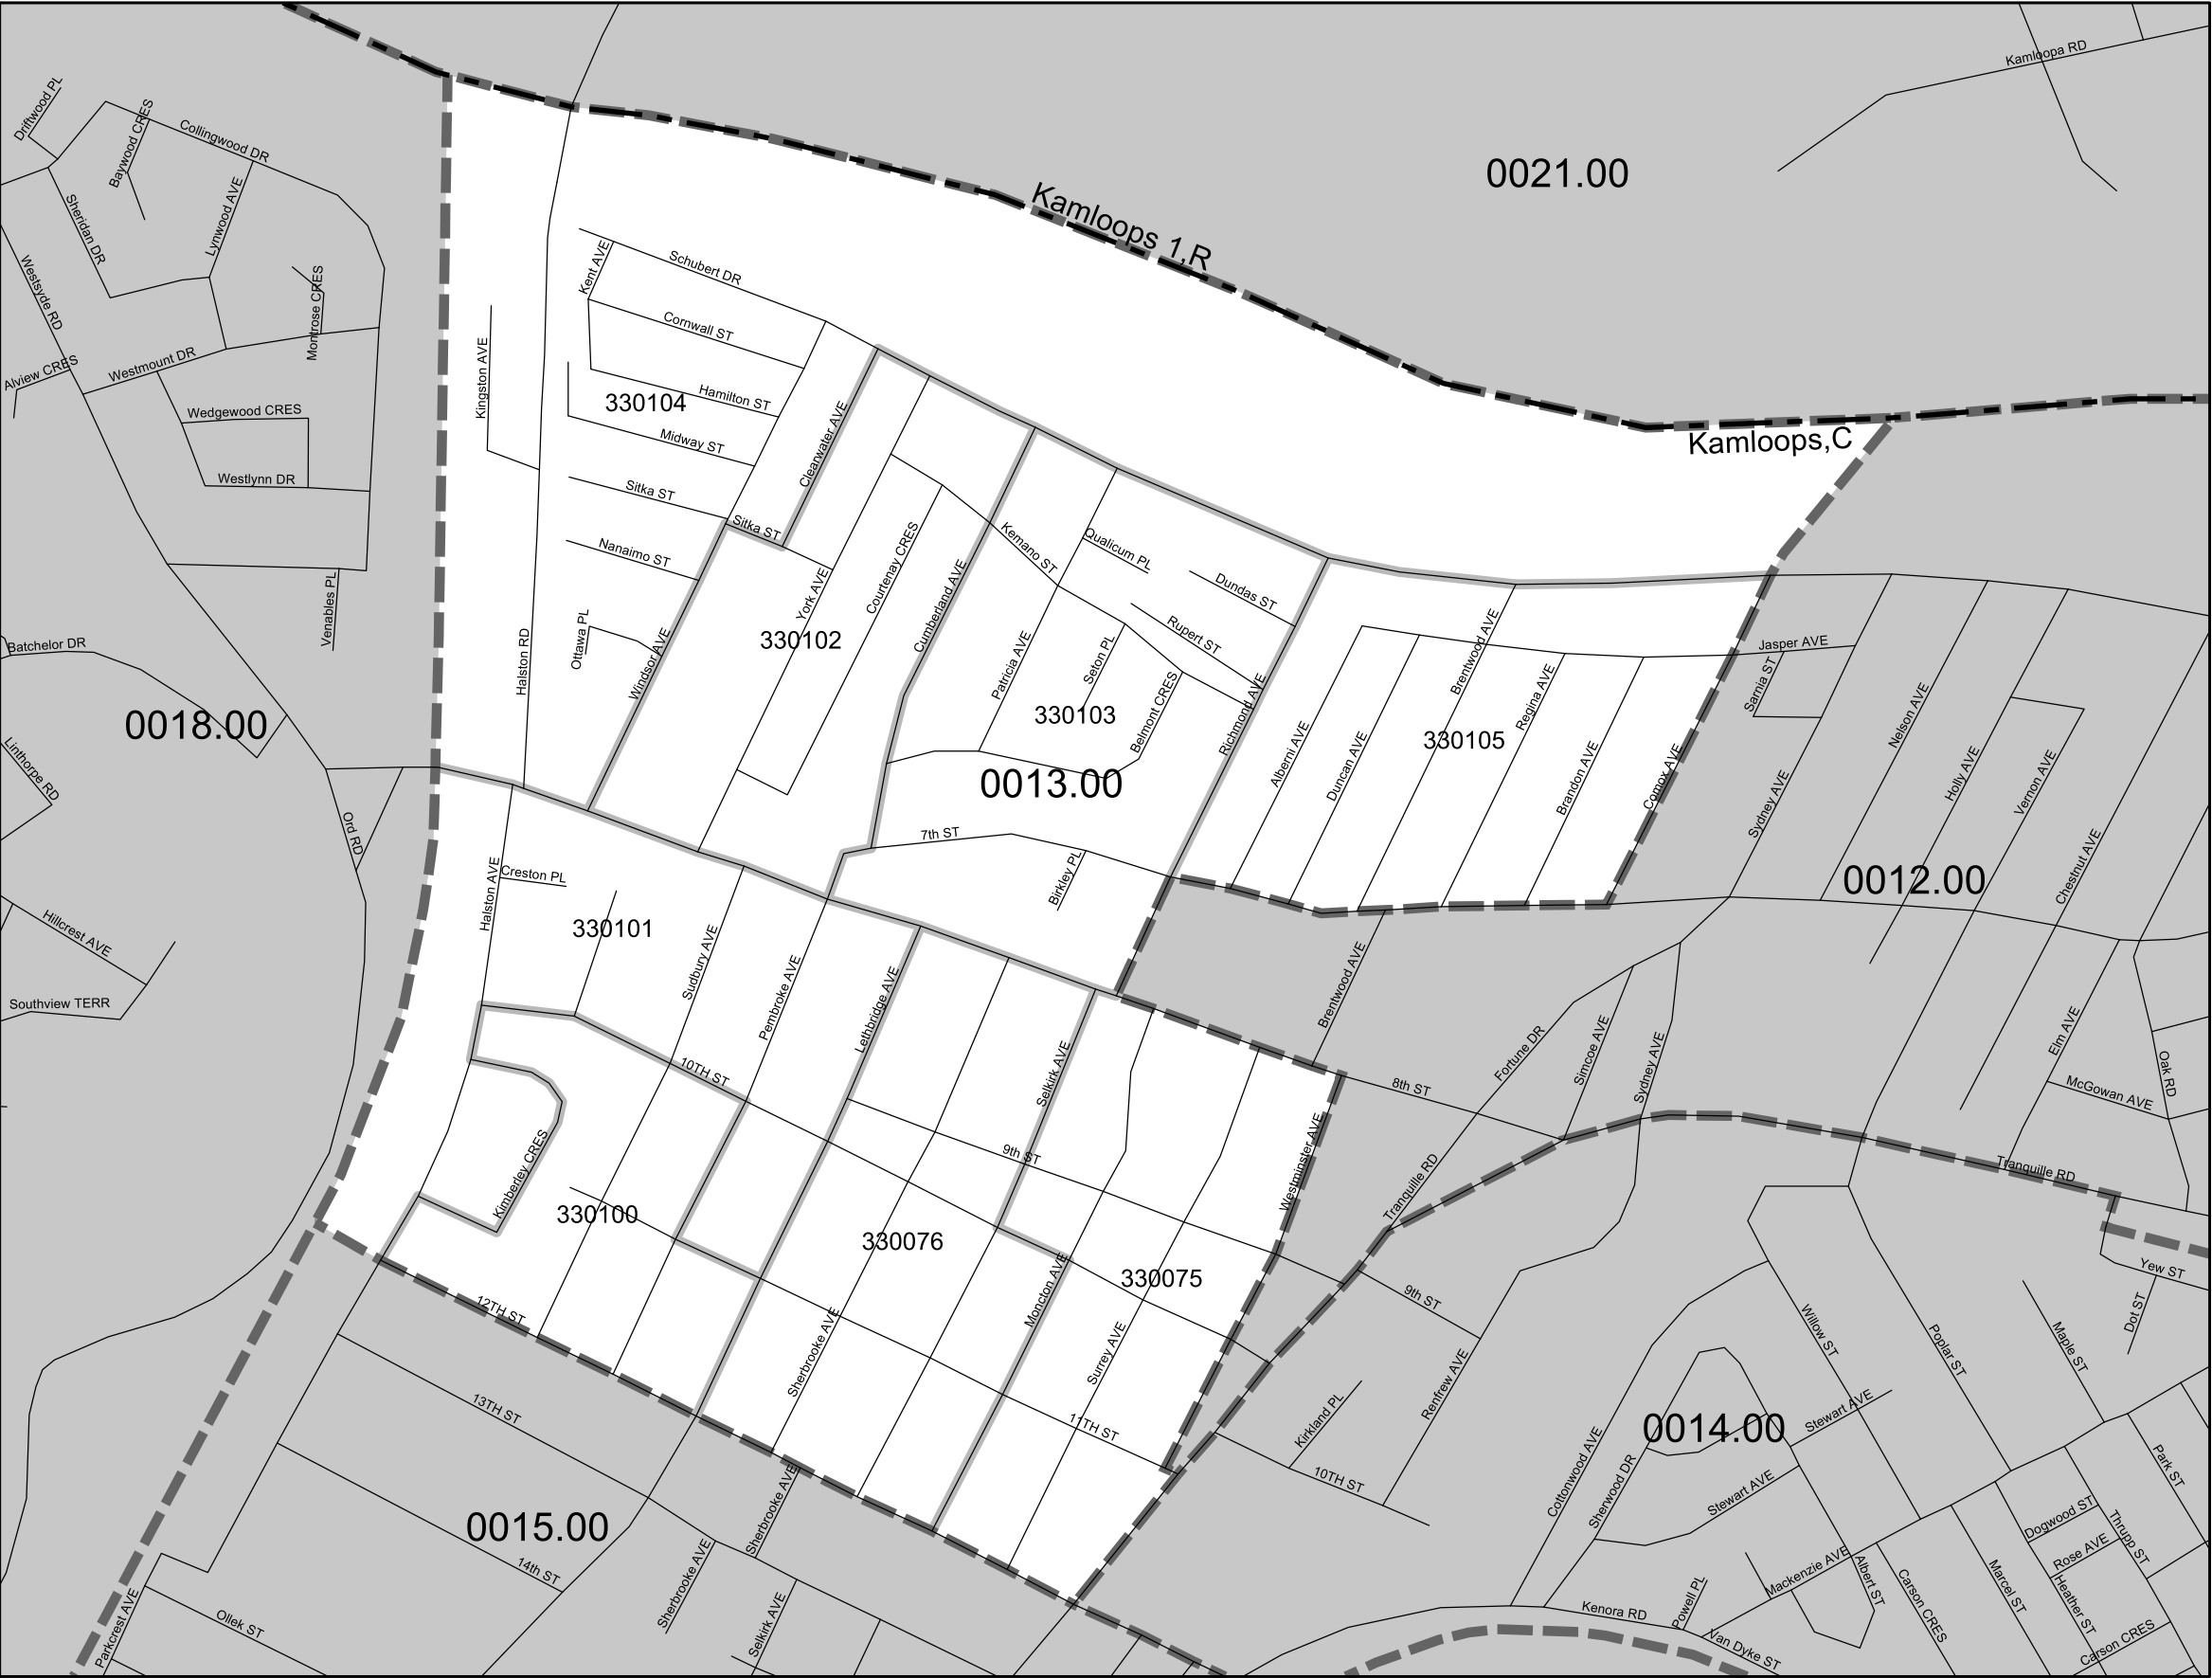 Kamloopa RD
Driftwood PL
Baywood CRES
Collingwood DR
0021.00
Lynwood AVE
Sheridan DR
Kamloops 1,R
Westsyde RD
Kent AVE
Schubert DR
Montrose CRES
Cornwall ST
Kingston AVE
Alview CRES
Westmount DR
Hamilton ST
330104
Wedgewood CRES
Kamloops,C
Clearwater AVE
Midway ST
Westlynn DR
Sitka ST
Sitka ST
Kemano ST
Qualicum PL
Courtenay CRES
Nanaimo ST
York AVE
Dundas ST
Cumberland AVE
Venables PL
Ottawa PL
Batchelor DR
Halston RD
Windsor AVE
330102
Patricia AVE
Seton PL
Rupert ST
Brentwood AVE
Jasper AVE
Sarnia ST
Regina AVE
Nelson AVE
0018.00
330103
Belmont CRES
Richmond AVE
330105
Linthorpe RD
0013.00
Alberni AVE
Duncan AVE
Brandon AVE
Comox AVE
Sydney AVE
Holly AVE
Vernon AVE
Ord RD
7th ST
Halston AVE
Creston PL
Birkley PL
0012.00
Chestnut AVE
Hillcrest AVE
330101
Sudbury AVE
Pembroke AVE
Lethbridge AVE
Brentwood AVE
Southview TERR
10TH ST
Selkirk AVE
Fortune DR
Simcoe AVE
Sydney AVE
Elm AVE
Oak RD
8th ST
McGowan AVE
Kimberley CRES
9th ST
Westminster AVE
Tranquille RD
Tranquille RD
330100
330076
330075
Moncton AVE
Yew ST
12TH ST
9th ST
Dot ST
Sherbrooke AVE
Surrey AVE
Willow ST
Poplar ST
Maple ST
Renfrew AVE
13TH ST
11TH ST
Kirkland PL
0014.00
Stewart AVE
Cottonwood AVE
Sherwood DR
Park ST
10TH ST
Stewart AVE
0015.00
Sherbrooke AVE
Dogwood ST
Thrupp ST
14th ST
Sherbrooke AVE
Rose AVE
Mackenzie AVE
Albert ST
Carson CRES
Marcel ST
Heather ST
Parkcrest AVE
Ollek ST
Selkirk AVE
Kenora RD
Powell PL
Van Dyke ST
Carson CRES